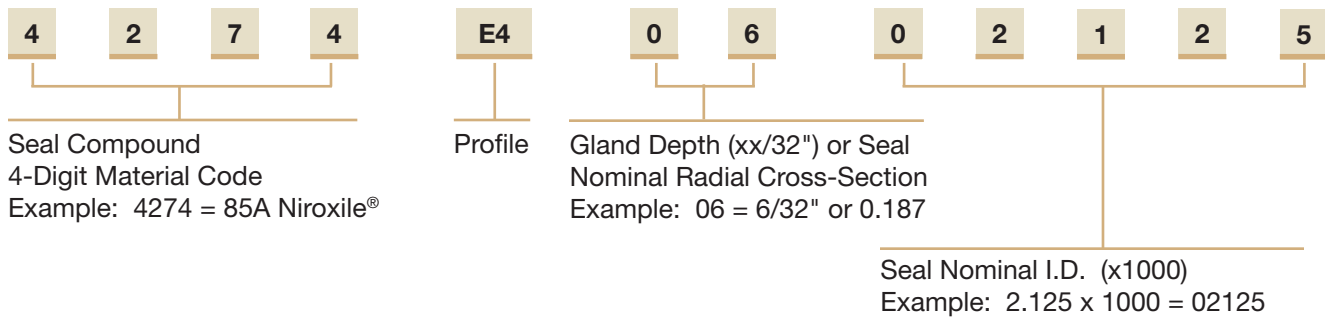 4 2 7 4 E4 0 6 0 2 1 2 5
Seal Compound
4-Digit Material Code
Example: 4274 = 85A Niroxile®
Profile
Gland Depth (xx/32") or Seal
Nominal Radial Cross-Section
Example: 06 = 6/32" or 0.187
Seal Nominal I.D. (x1000)
Example: 2.125 x 1000 = 02125